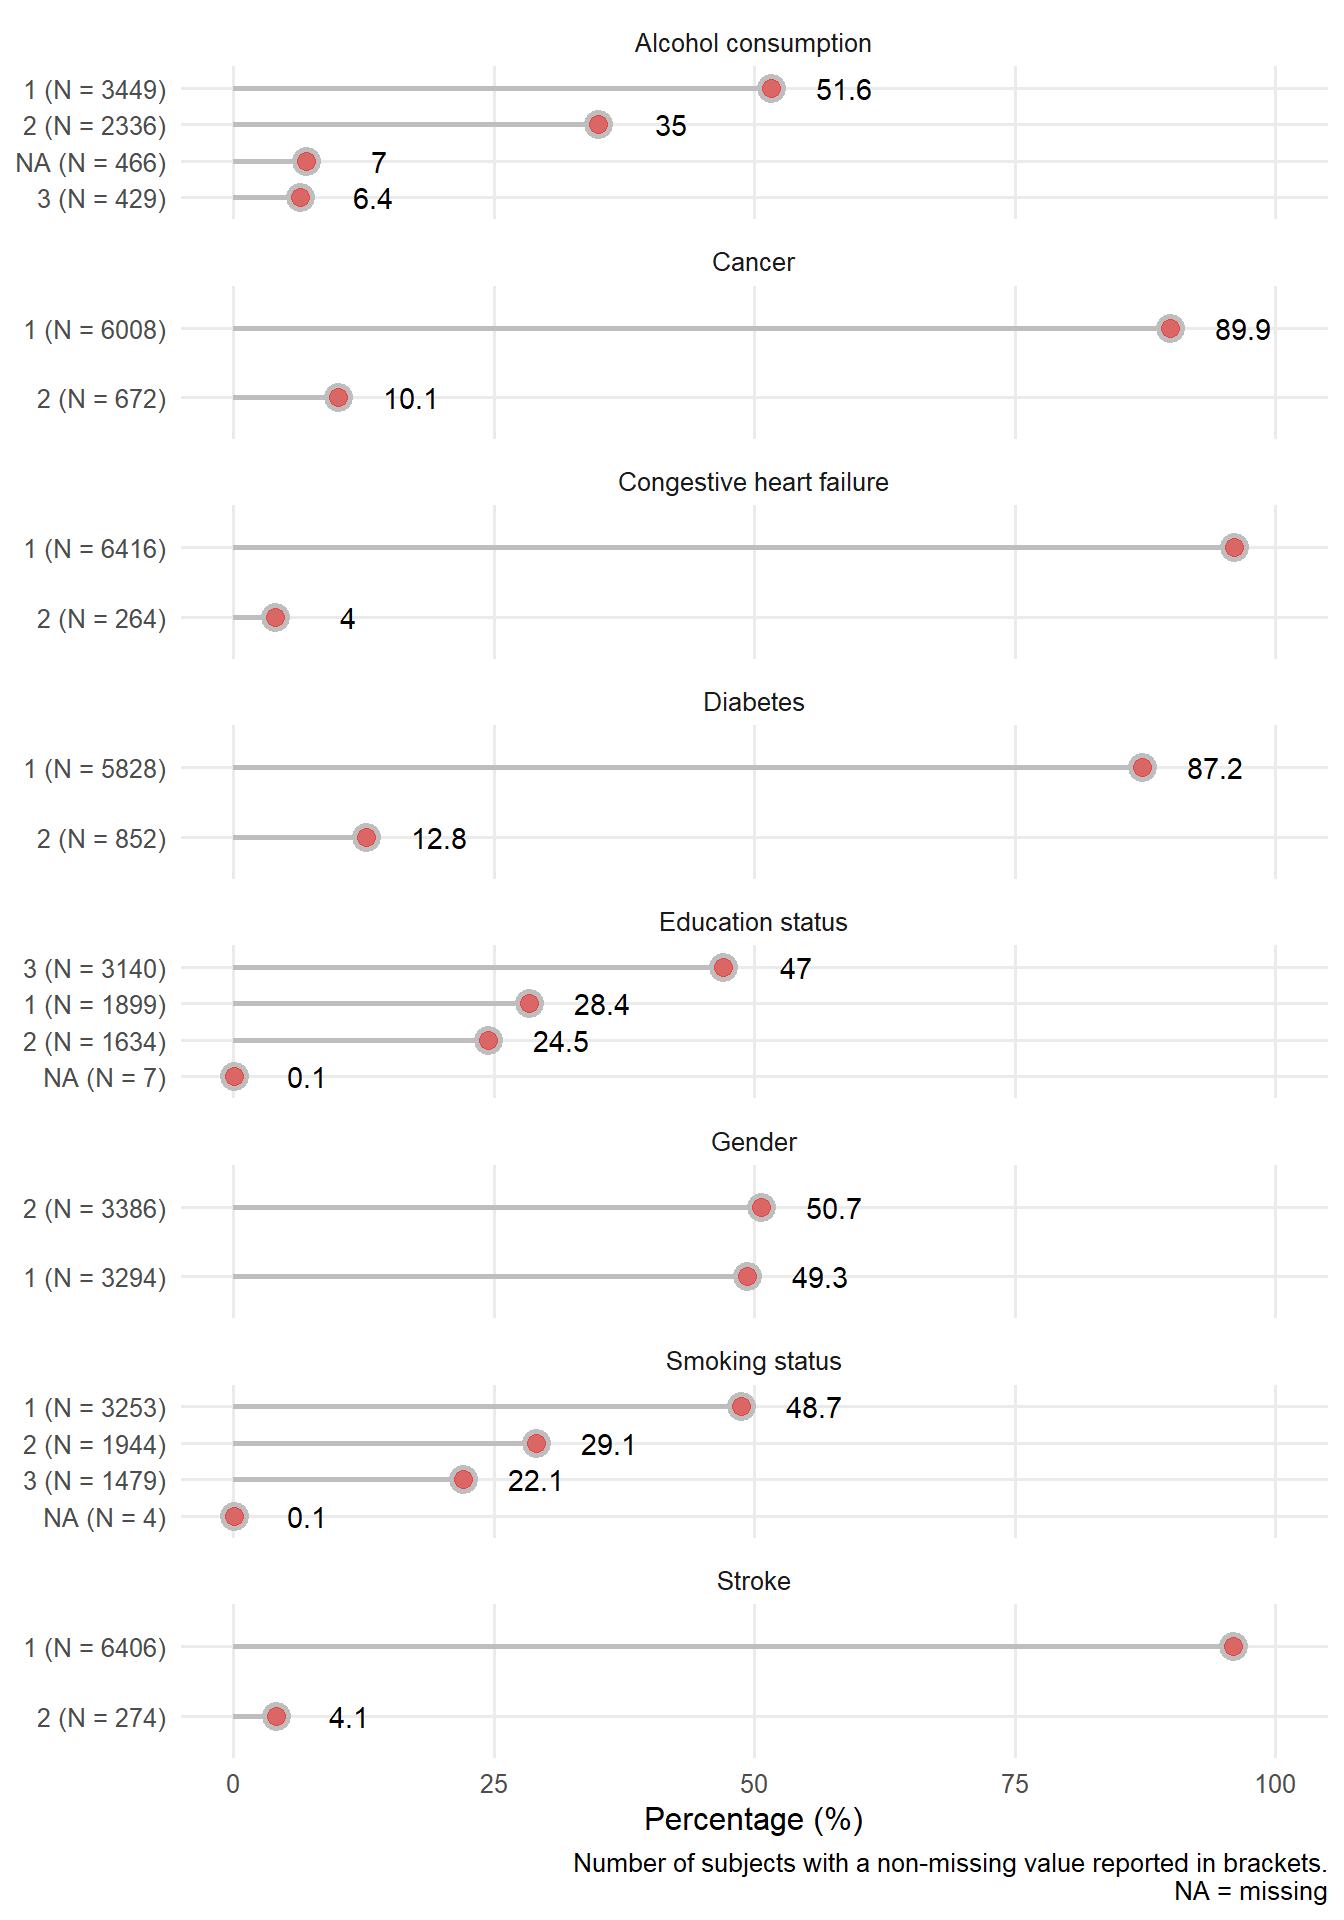 Alcohol consumption
1 (N = 3449) 51.6
2 (N = 2336) 35
NA (N = 466) 7
3 (N = 429) 6.4
Cancer
1 (N = 6008) 89.9
2 (N = 672) 10.1
Congestive heart failure
1 (N = 6416)
2 (N = 264) 4
Diabetes
1 (N = 5828) 87.2
2 (N = 852) 12.8
Education status
3 (N = 3140) 47
1 (N = 1899) 28.4
2 (N = 1634) 24.5
NA (N = 7) 0.1
Gender
2 (N = 3386) 50.7
1 (N = 3294) 49.3
Smoking status
1 (N = 3253) 48.7
2 (N = 1944) 29.1
3 (N = 1479) 22.1
NA (N = 4) 0.1
Stroke
1 (N = 6406)
2 (N = 274) 4.1
0 25 50 75 100
Percentage (%)
Number of subjects with a non-missing value reported in brackets.
NA = missing